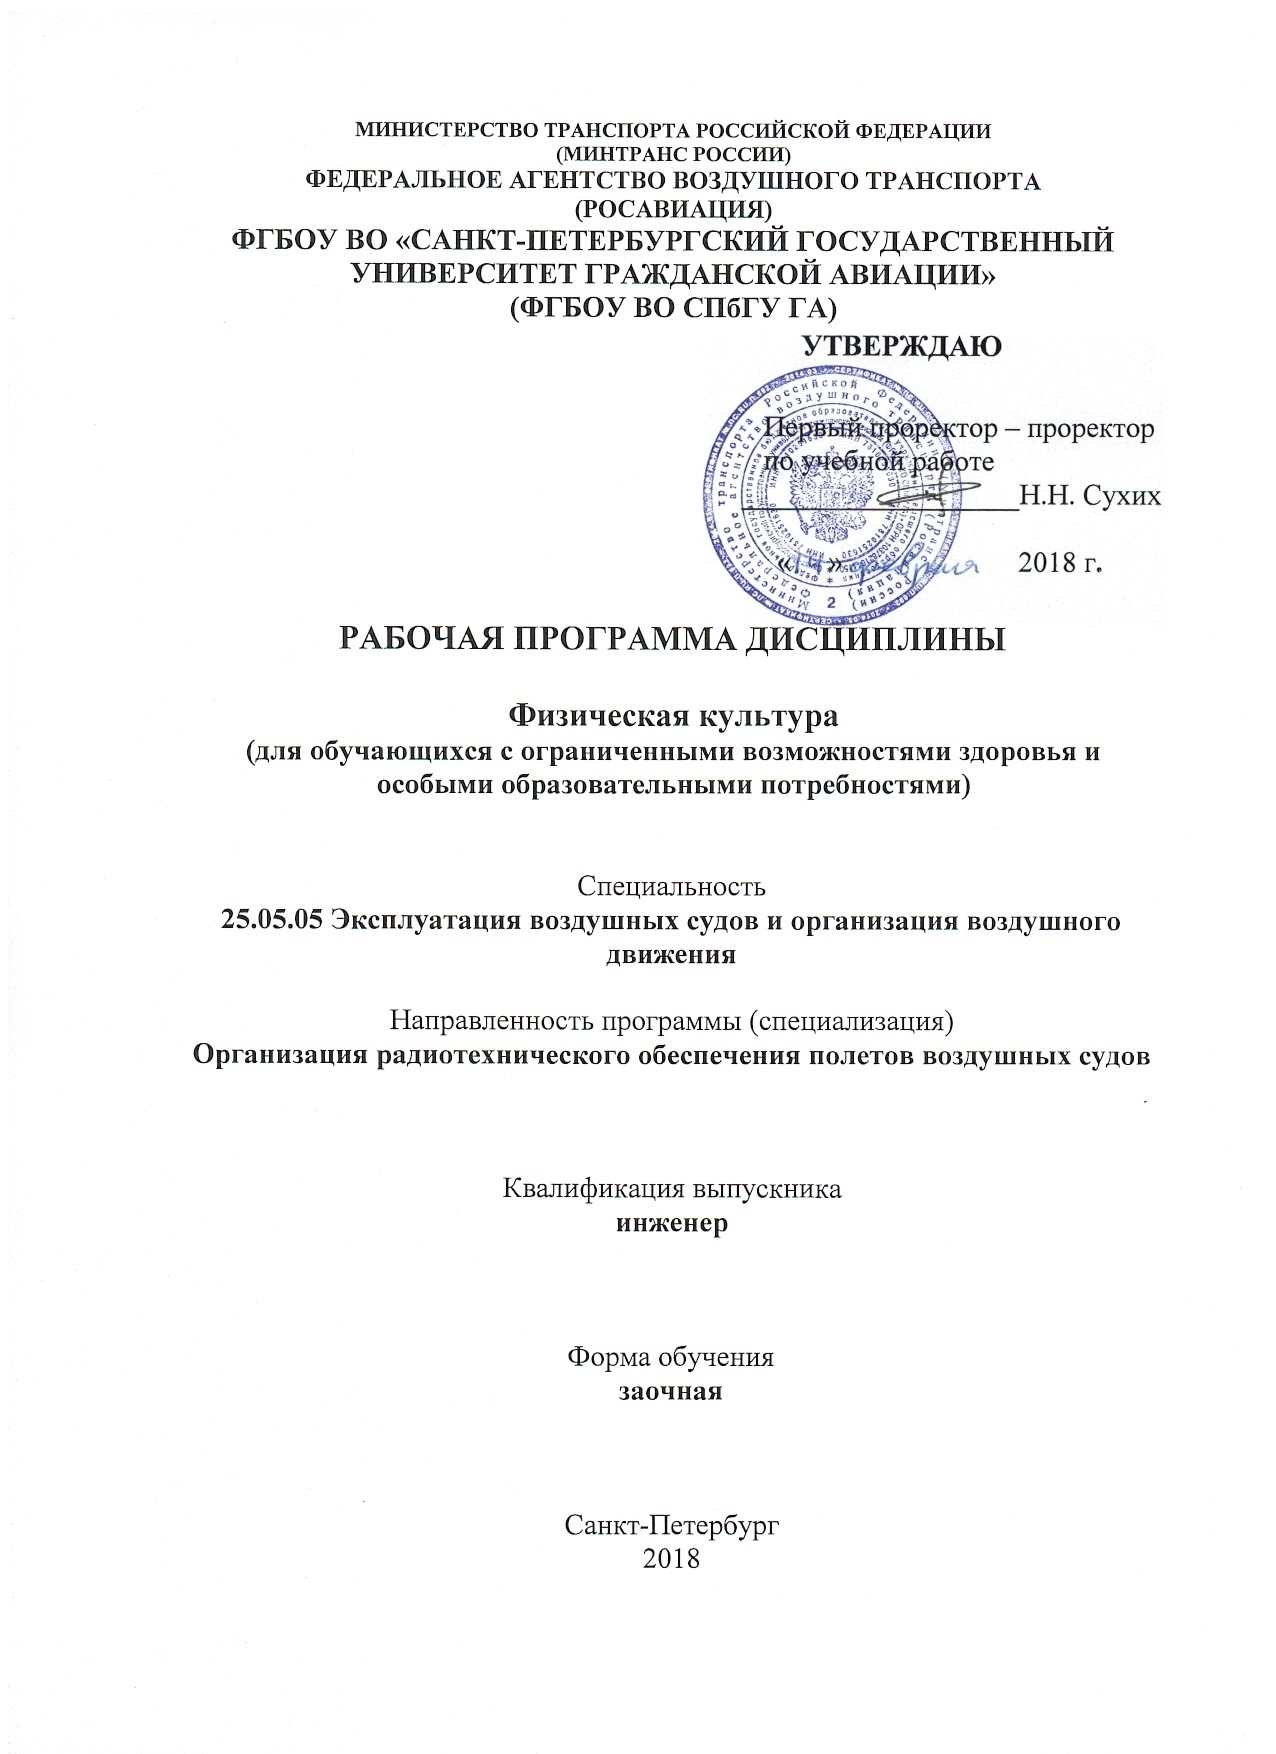 МИНИСТЕРСТВО ТРАНСПОРТА РОССИЙСКОЙ ФЕДЕРАЦИИ
(МИНТРАНС РОССИИ)
ФЕДЕРАЛЬНОЕ АГЕНТСТВО ВОЗДУШНОГО ТРАНСПОРТА
(РОСАВИАЦИЯ)
ФГБОУ ВО «САНКТ-ПЕТЕРБУРГСКИЙ ГОСУДАРСТВЕННЫЙ
УНИВЕРСИТЕТ ГРАЖДАНСКОЙ АВИАЦИИ»
(ФГБОУ ВО СПбГУ ГА)
УТВЕРЖДАЮ
Первый проректор – проректор
по учебной работе
Н.Н. Сухих
« » февраля 2018 г.
РАБОЧАЯ ПРОГРАММА ДИСЦИПЛИНЫ
Физическая культура
(для обучающихся с ограниченными возможностями здоровья и
особыми образовательными потребностями)
Специальность
25.05.05 Эксплуатация воздушных судов и организация воздушного
движения
Направленность программы (специализация)
Организация радиотехнического обеспечения полетов воздушных судов
Квалификация выпускника
инженер
Форма обучения
заочная
Санкт-Петербург
2018